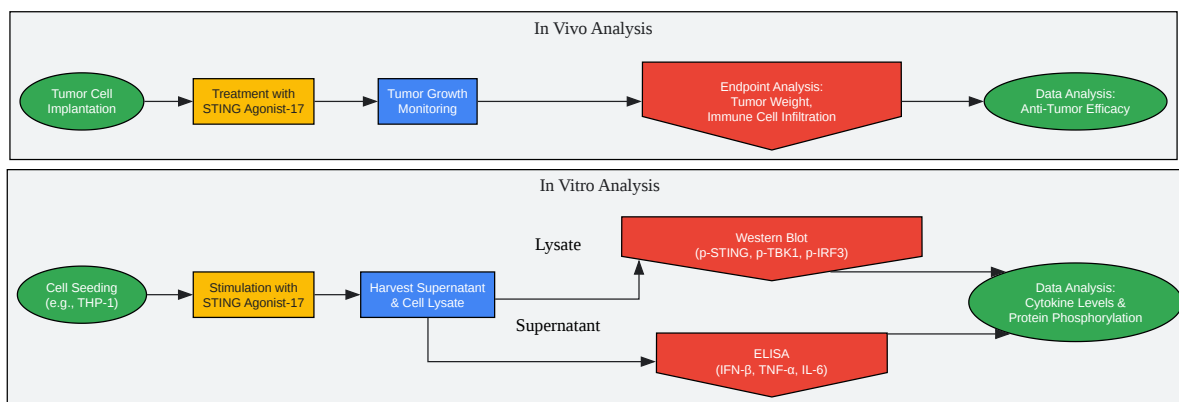 In Vivo Analysis
Tumor Cell
Implantation
Treatment with
STING Agonist-17
Tumor Growth
Monitoring
Endpoint Analysis:
Tumor Weight,
Immune Cell Infiltration
Data Analysis:
Anti-Tumor Efficacy
In Vitro Analysis
Cell Seeding
(e.g., THP-1)
Stimulation with
STING Agonist-17
Harvest Supernatant
& Cell Lysate
Lysate
Western Blot
(p-STING, p-TBK1, p-IRF3)
Supernatant
ELISA
(IFN-β, TNF-α, IL-6)
Data Analysis:
Cytokine Levels &
Protein Phosphorylation